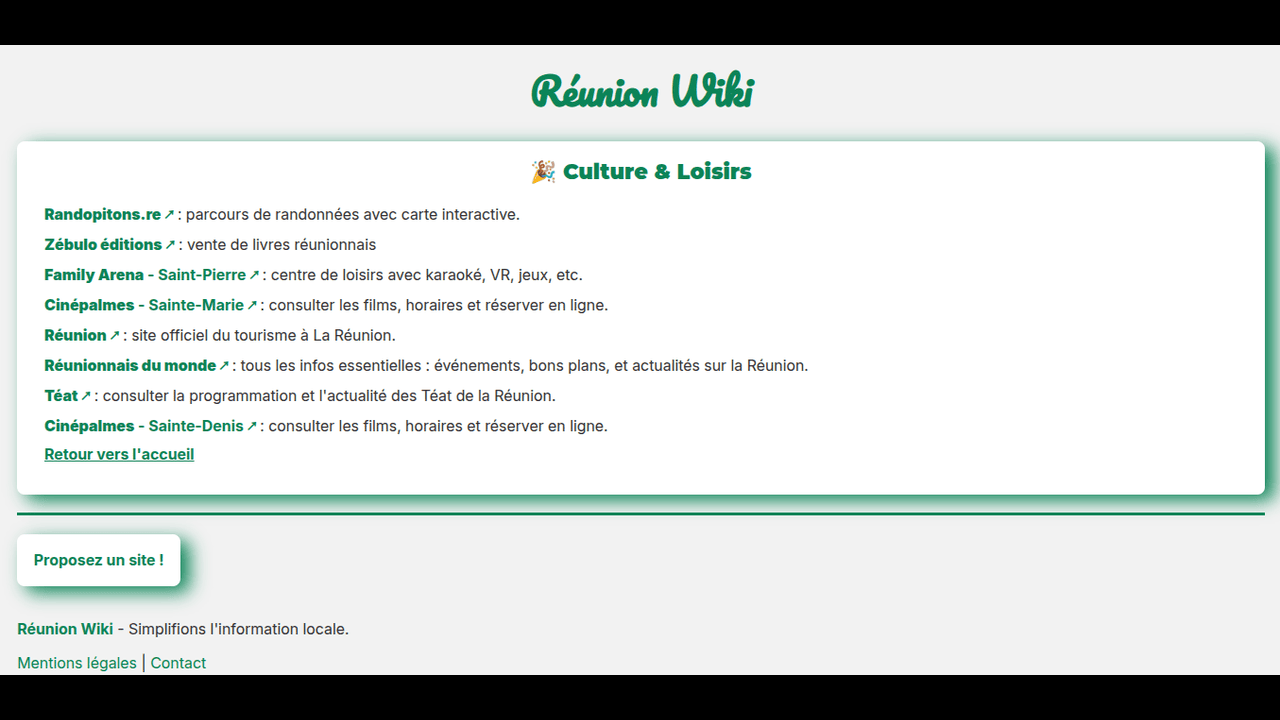 Réunion Wiki
🎉 Culture & Loisirs
Randopitons.re ➚ : parcours de randonnées avec carte interactive.
Zébulo éditions ➚ : vente de livres réunionnais
Family Arena - Saint-Pierre ➚ : centre de loisirs avec karaoké, VR, jeux, etc.
Cinépalmes - Sainte-Marie ➚ : consulter les films, horaires et réserver en ligne.
Réunion ➚ : site officiel du tourisme à La Réunion.
Réunionnais du monde ➚ : tous les infos essentielles : événements, bons plans, et actualités sur la Réunion.
Téat ➚ : consulter la programmation et l'actualité des Téat de la Réunion.
Cinépalmes - Sainte-Denis ➚ : consulter les films, horaires et réserver en ligne.
Retour vers l'accueil
Proposez un site !
Réunion Wiki - Simplifions l'information locale.
Mentions légales | Contact